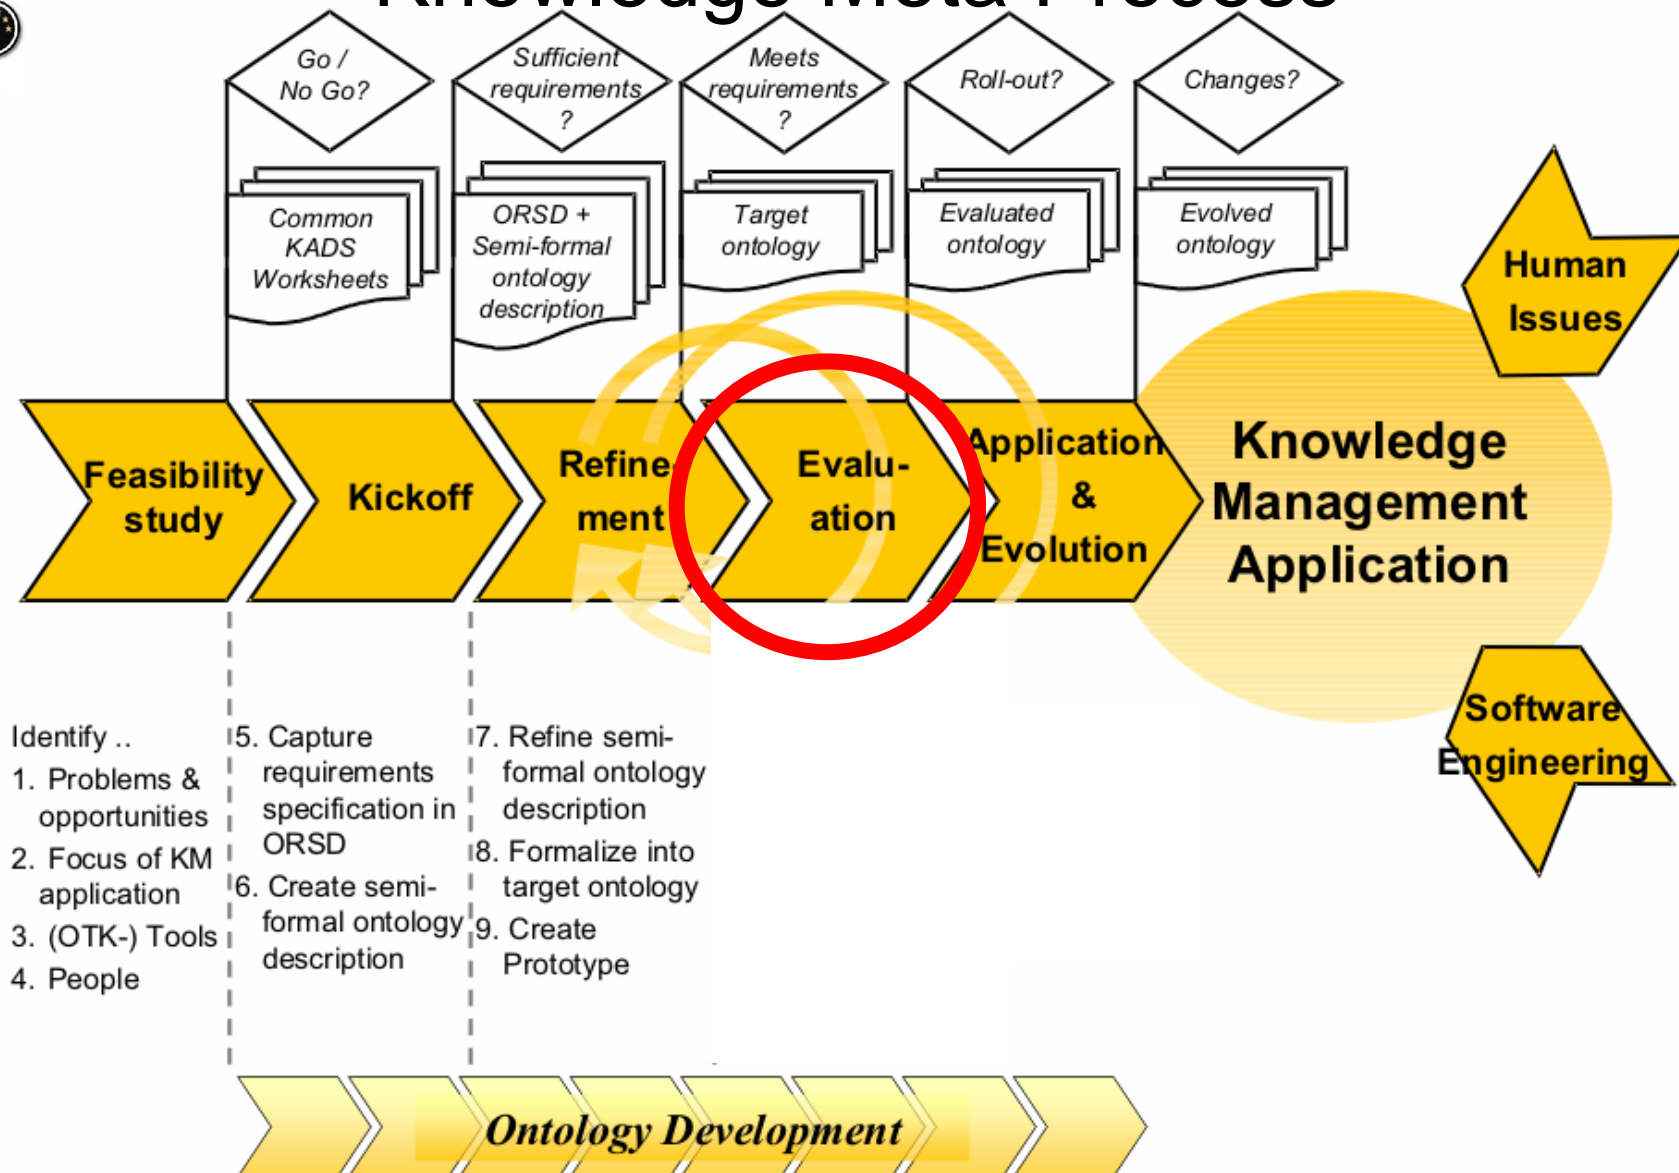 Knowledge Meta Process
Go /
No Go?
Sufficient
requirements
?
Meets
requirements
?
Roll-out?
Changes?
Common
KADS
Worksheets
ORSD +
Semi-formal
ontology
description
Target
ontology
Evaluated
ontology
Evolved
ontology
Human
Issues
Feasibility
study
Kickoff
Refine-
ment
Evalu-
ation
Application
&
Evolution
Knowledge
Management
Application
Software
Engineering
Identify ..
1. Problems &
opportunities
2. Focus of KM
application
3. (OTK-) Tools
4. People
5. Capture
requirements
specification in
ORSD
6. Create semi-
formal ontology
description
7. Refine semi-
formal ontology
description
8. Formalize into
target ontology
9. Create
Prototype
Ontology Development